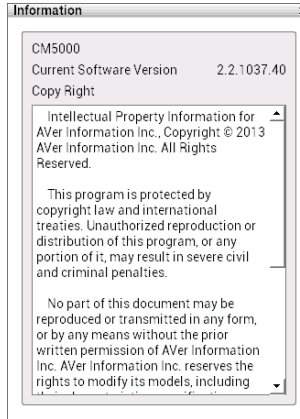 Information
CM5000
Current Software Version 2.2.1037.40
Copy Right
Intellectual Property Information for
AVer Information Inc., Copyright © 2013
AVer Information Inc. All Rights
Reserved.
This program is protected by
copyright law and international
treaties. Unauthorized reproduction or
distribution of this program, or any
portion of it, may result in severe civil
and criminal penalties.
No part of this document may be
reproduced or transmitted in any form,
or by any means without the prior
written permission of AVer Information
Inc. AVer Information Inc. reserves the
rights to modify its models, including